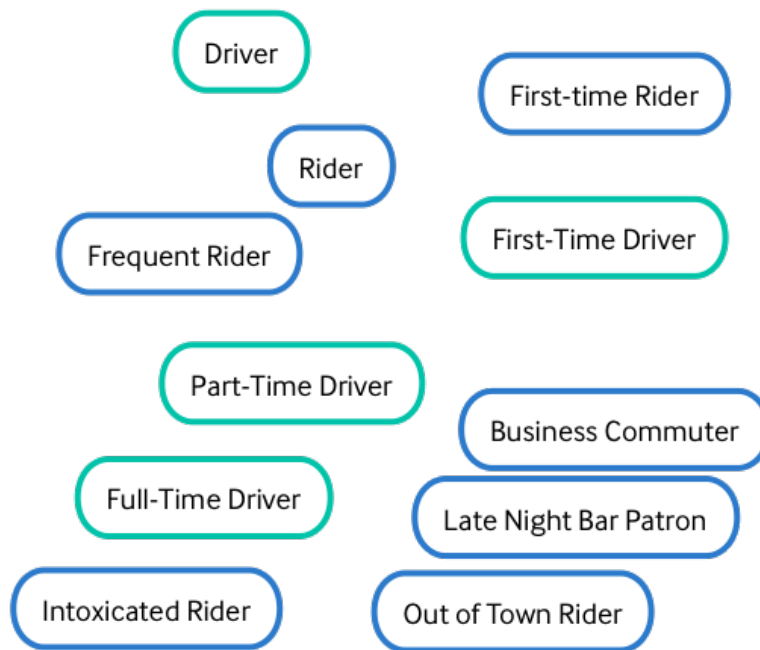 Driver
First-time Rider
Rider
Frequent Rider
First-Time Driver
Part-Time Driver
Business Commuter
Full-Time Driver
Late Night Bar Patron
Intoxicated Rider
Out of Town Rider